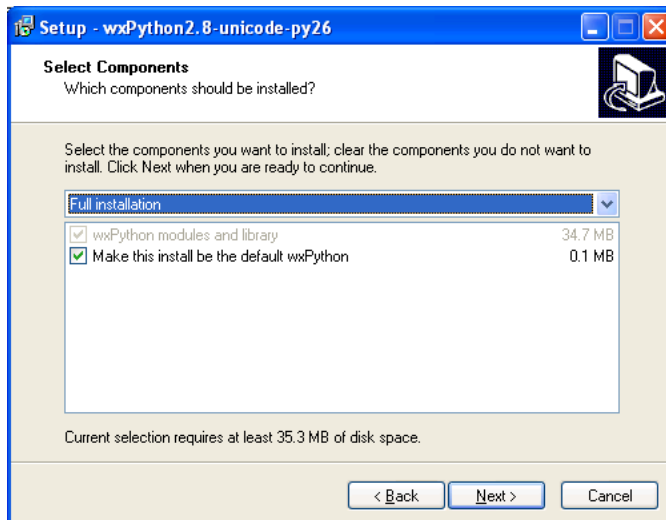 Setup - wxPython2.8-unicode-py26
Select Components
Which components should be installed?
Select the components you want to install; clear the components you do not want to
install. Click Next when you are ready to continue.
Full installation
wxPython modules and library 34.7 MB
Make this install be the default wxPython 0.1 MB
Current selection requires at least 35.3 MB of disk space.
< Back Next > Cancel